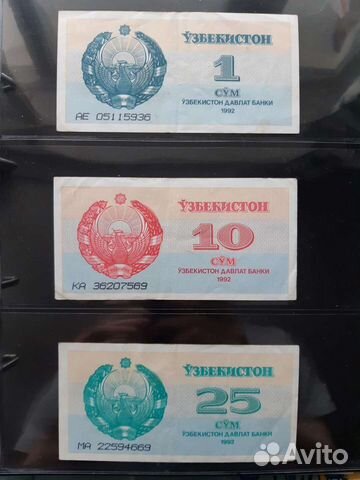 ЎЗБЕКИСТОН
1
СЎМ
ЎЗБЕКИСТОН ДАВЛАТ БАНКИ
1992
АЕ 05115936
ЎЗБЕКИСТОН
10
СЎМ
ЎЗБЕКИСТОН ДАВЛАТ БАНКИ
1992
КА 36207569
ЎЗБЕКИСТОН
25
СЎМ
ЎЗБЕКИСТОН ДАВЛАТ БАНКИ
1992
МА 22594669
Avito